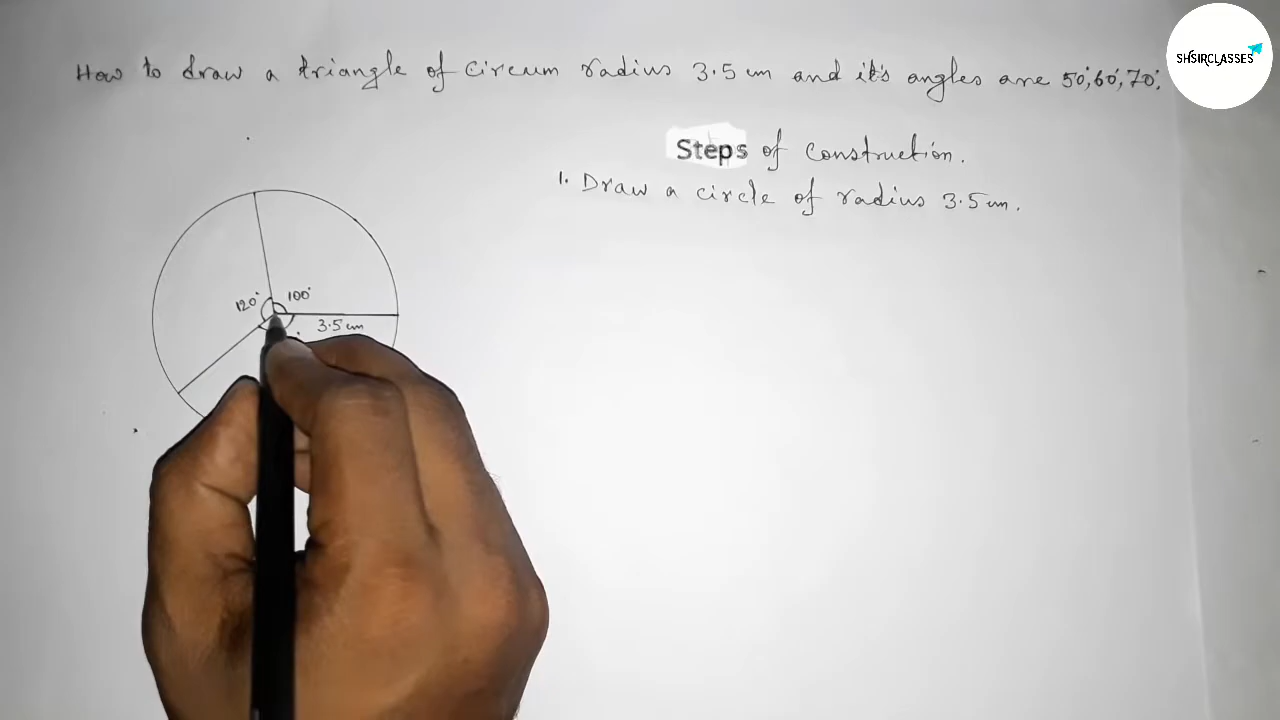 How to draw a triangle of circum radius 3.5 cm and it's angles are 50°, 60°, 70°.
SHSIRCLASSES
Steps of construction.
1. Draw a circle of radius 3.5 cm.
120° 100°
3.5 cm